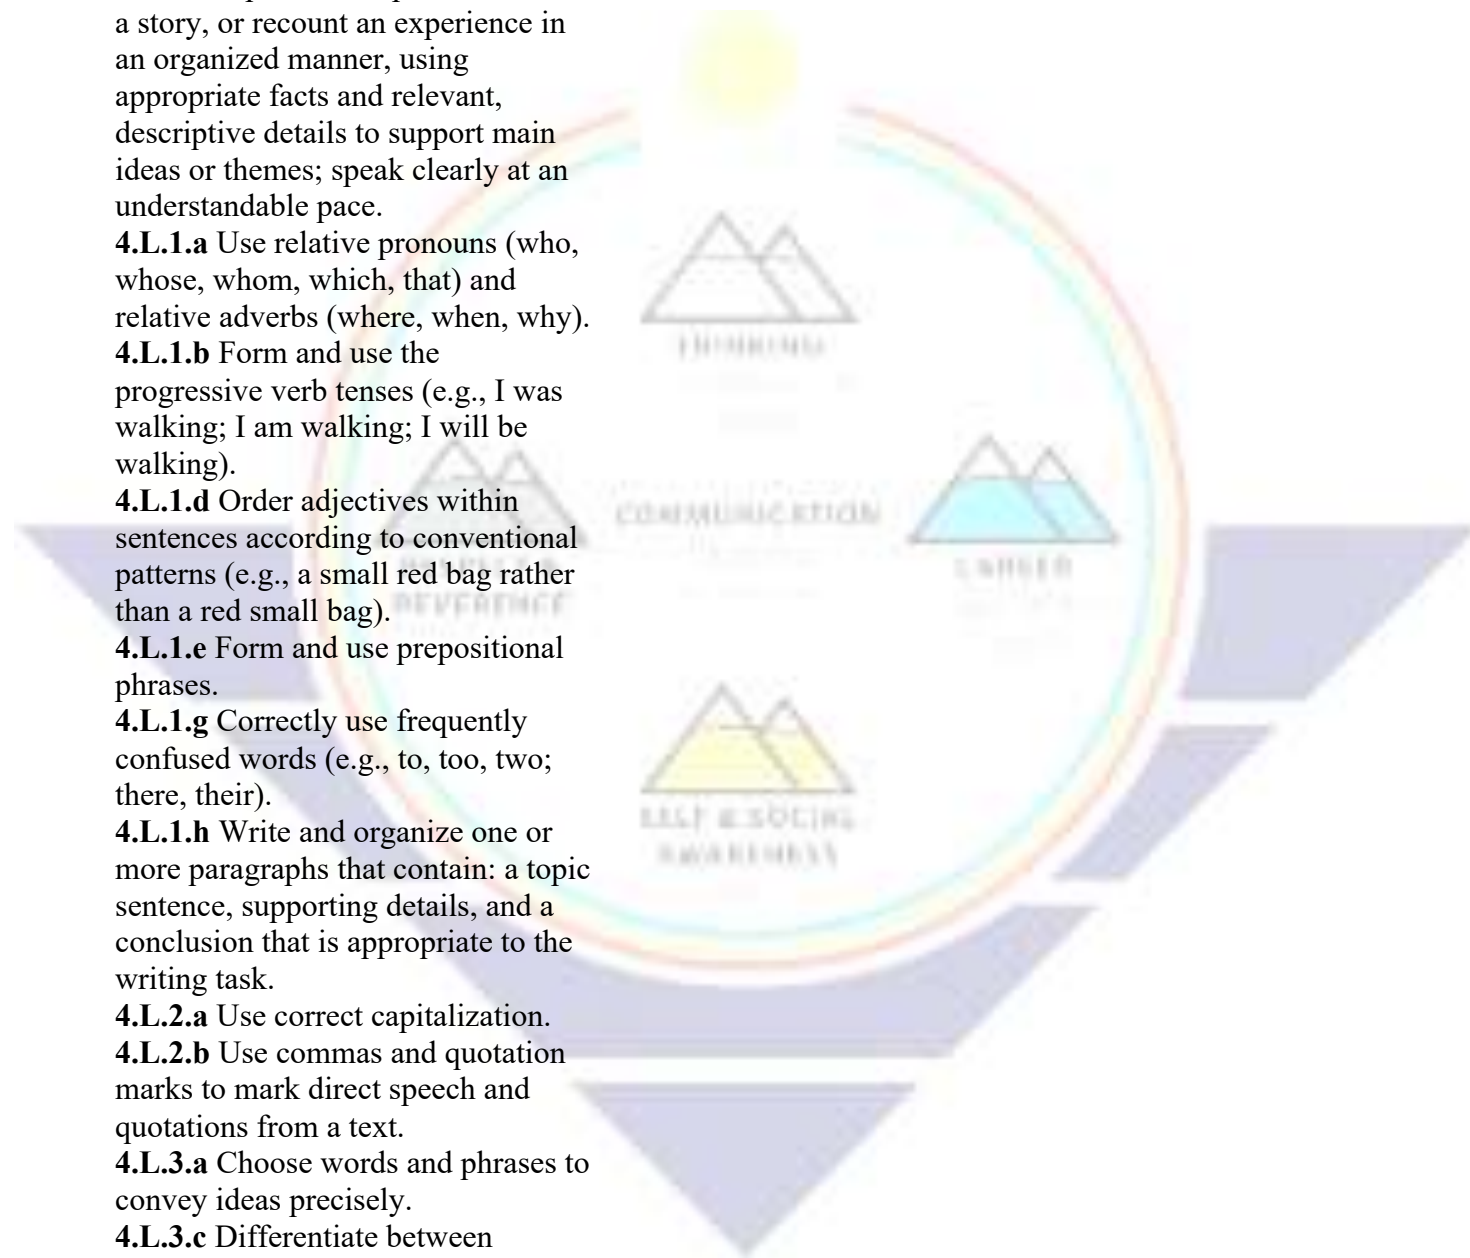 a story, or recount an experience in
an organized manner, using
appropriate facts and relevant,
descriptive details to support main
ideas or themes; speak clearly at an
understandable pace.
4.L.1.a Use relative pronouns (who,
whose, whom, which, that) and
relative adverbs (where, when, why).
4.L.1.b Form and use the
progressive verb tenses (e.g., I was
walking; I am walking; I will be
walking).
4.L.1.d Order adjectives within
sentences according to conventional
patterns (e.g., a small red bag rather
than a red small bag).
4.L.1.e Form and use prepositional
phrases.
4.L.1.g Correctly use frequently
confused words (e.g., to, too, two;
there, their).
4.L.1.h Write and organize one or
more paragraphs that contain: a topic
sentence, supporting details, and a
conclusion that is appropriate to the
writing task.
4.L.2.a Use correct capitalization.
4.L.2.b Use commas and quotation
marks to mark direct speech and
quotations from a text.
4.L.3.a Choose words and phrases to
convey ideas precisely.
4.L.3.c Differentiate between
THINKING
COMMUNICATION
REVERENCE
SELF & SOCIAL
AWARENESS